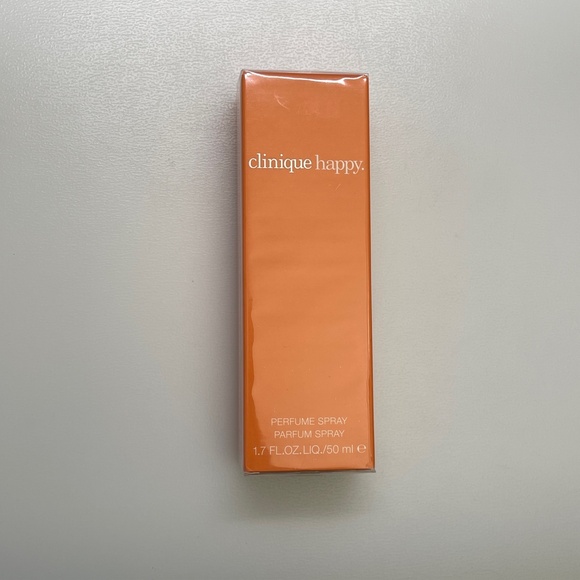 clinique happy.
PERFUME SPRAY
PARFUM SPRAY
1.7 FL.OZ.LIQ./50 ml ℮